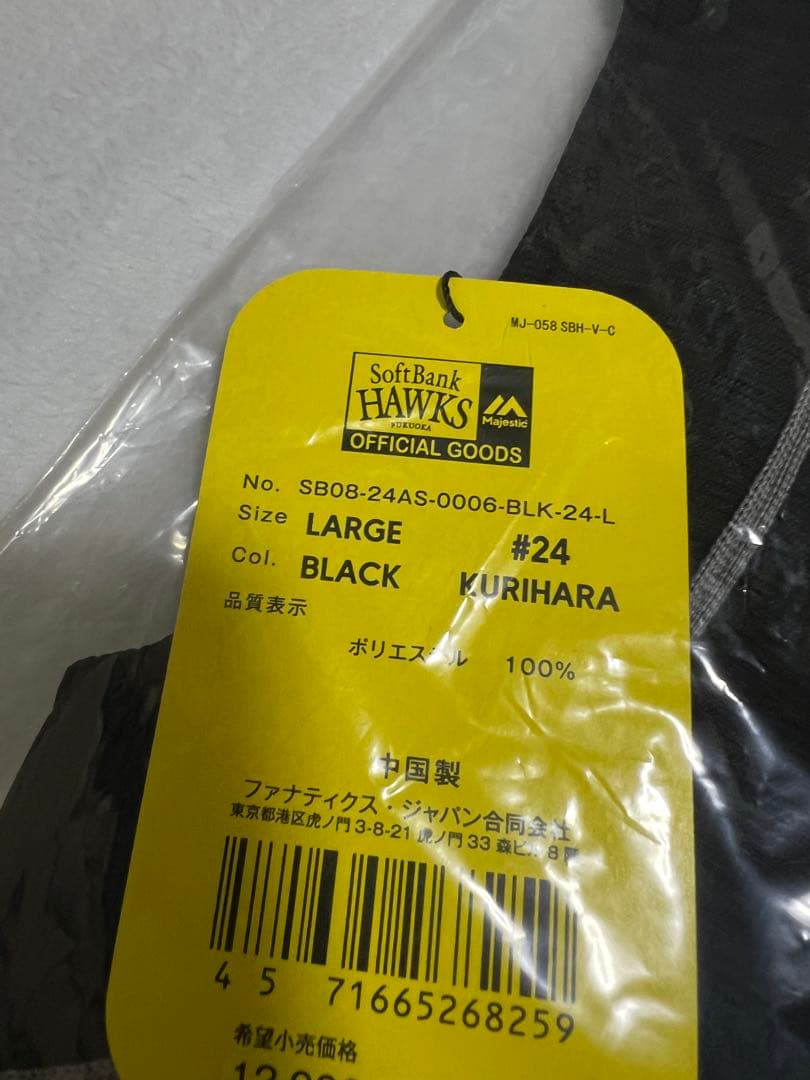 MJ-058 SBH-V-C
SoftBank
HAWKS
FUKUOKA
Majestic
OFFICIAL GOODS
No. SB08-24AS-0006-BLK-24-L
Size LARGE #24
Col. BLACK KURIHARA
品質表示
ポリエステル 100%
中国製
ファナティクス・ジャパン合同会社
東京都港区虎ノ門 3-8-21 虎ノ門 33 森ビル 8 階
4 571665268259
希望小売価格